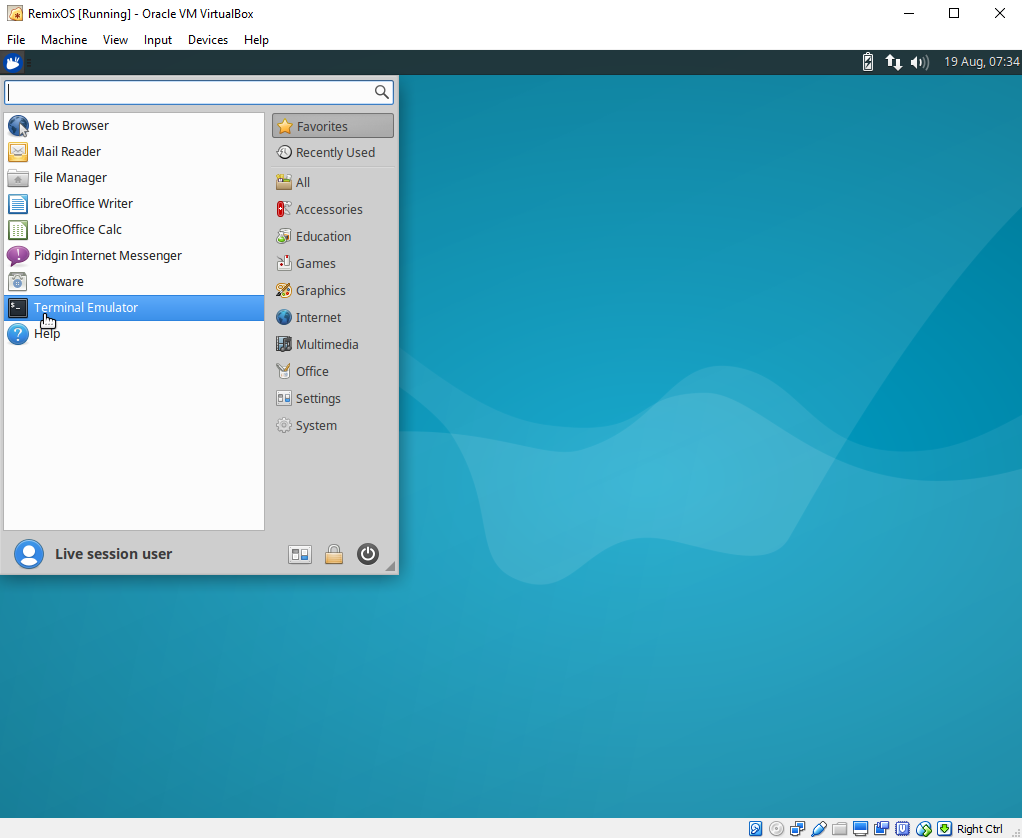 RemixOS [Running] - Oracle VM VirtualBox
File Machine View Input Devices Help
19 Aug, 07:34
Web Browser
Mail Reader
File Manager
LibreOffice Writer
LibreOffice Calc
Pidgin Internet Messenger
Software
Terminal Emulator
Help
Favorites
Recently Used
All
Accessories
Education
Games
Graphics
Internet
Multimedia
Office
Settings
System
Live session user
Right Ctrl